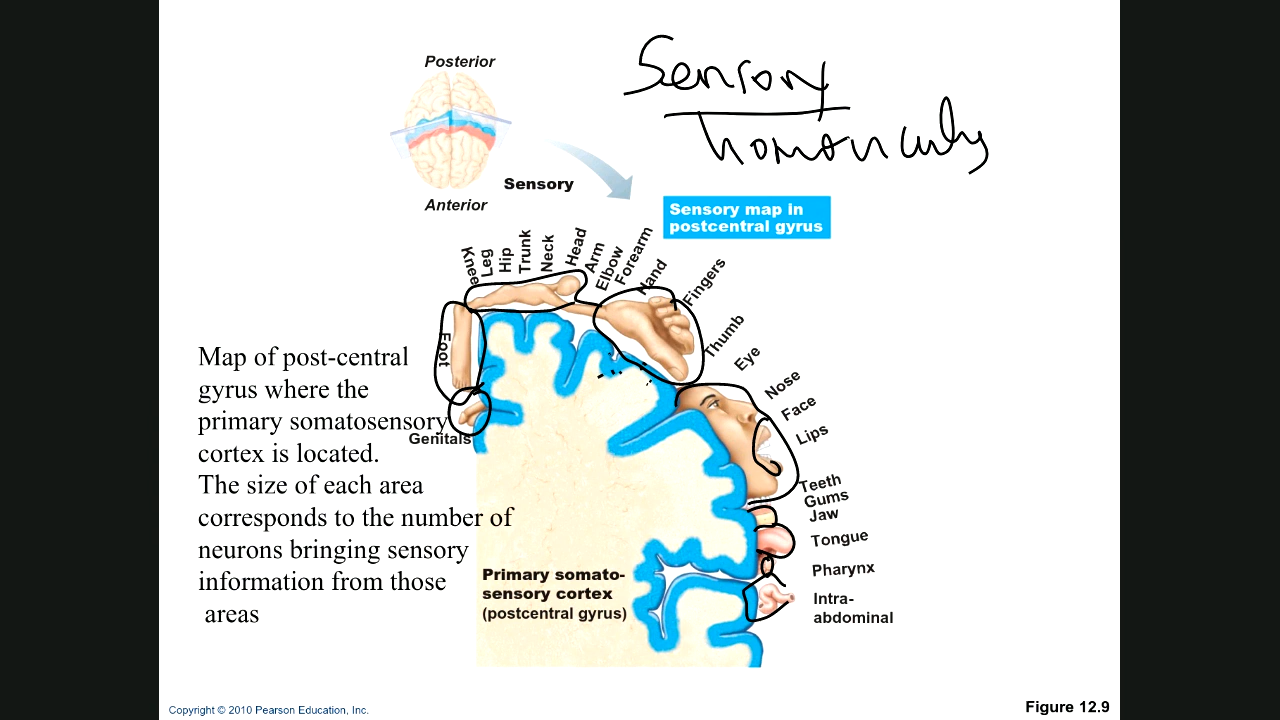 Posterior
Sensory
homonculus
Anterior
Sensory
Sensory map in
postcentral gyrus
Knee
Leg
Hip
Trunk
Neck
Head
Arm
Elbow
Forearm
Hand
Fingers
Thumb
Eye
Nose
Face
Lips
Teeth
Gums
Jaw
Tongue
Pharynx
Intra-
abdominal
Foot
Genitals
Map of post-central
gyrus where the
primary somatosensory
cortex is located.
The size of each area
corresponds to the number of
neurons bringing sensory
information from those
areas
Primary somato-
sensory cortex
(postcentral gyrus)
Copyright © 2010 Pearson Education, Inc.
Figure 12.9